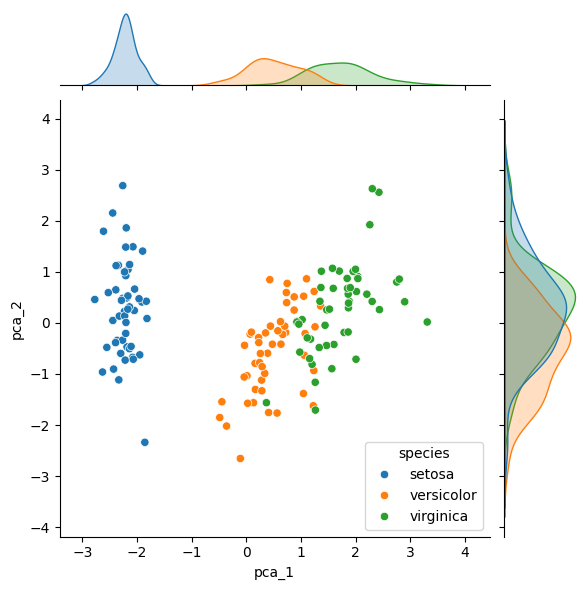 4
3
2
1
0
−1
−2
−3
−4
pca_2
species
setosa
versicolor
virginica
−3 −2 −1 0 1 2 3 4
pca_1